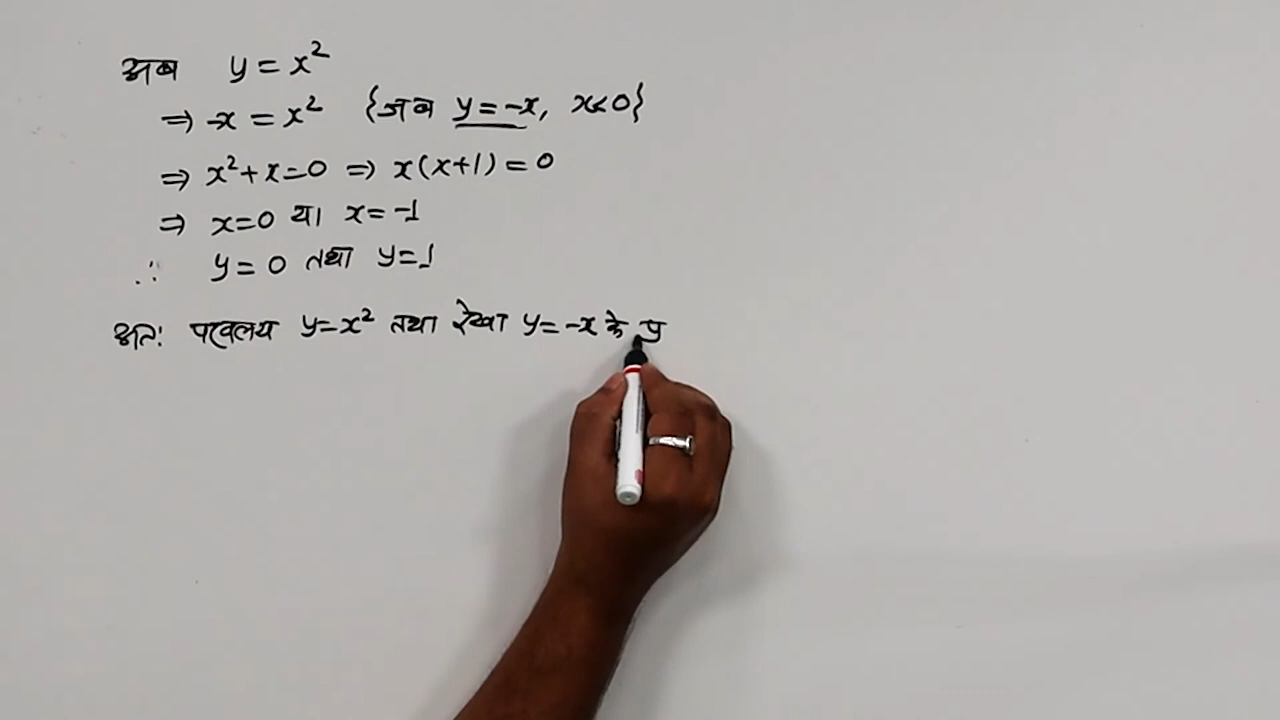 अब y = x²
⇒ -x = x² {जब y = -x, x<0}
⇒ x² + x = 0 ⇒ x(x+1) = 0
⇒ x=0 या x = -1
∴ y = 0 तथा y=1
अतः परवलय y=x² तथा रेखा y = -x के प्र